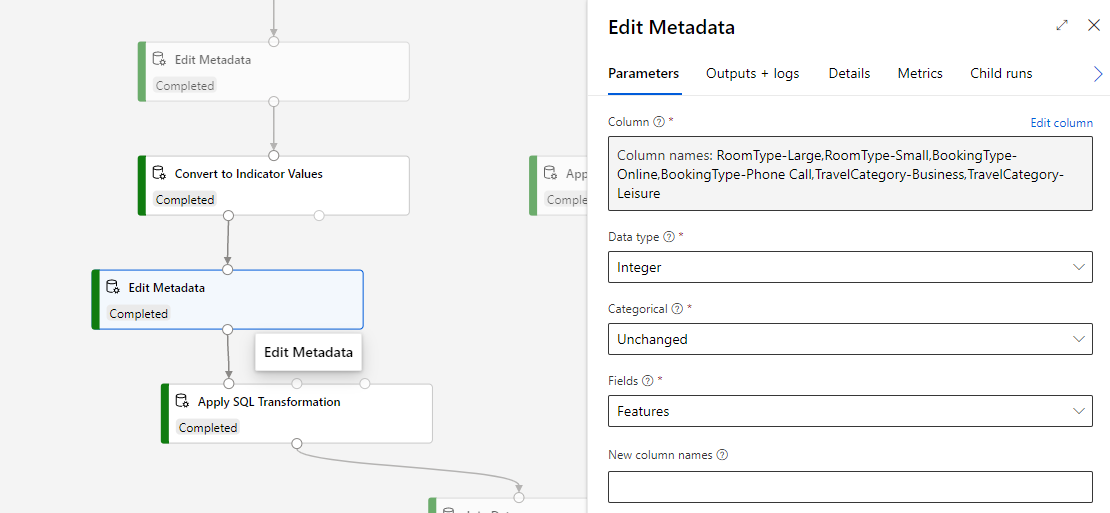 Edit Metadata
Completed
Convert to Indicator Values
Completed
Edit Metadata
Completed
Edit Metadata
Apply SQL Transformation
Completed
Edit Metadata
Parameters
Outputs + logs
Details
Metrics
Child runs
Column ? *
Edit column
Column names: RoomType-Large,RoomType-Small,BookingType-
Online,BookingType-Phone Call,TravelCategory-Business,TravelCategory-
Leisure
Data type ? *
Integer
Categorical ? *
Unchanged
Fields ? *
Features
New column names ?